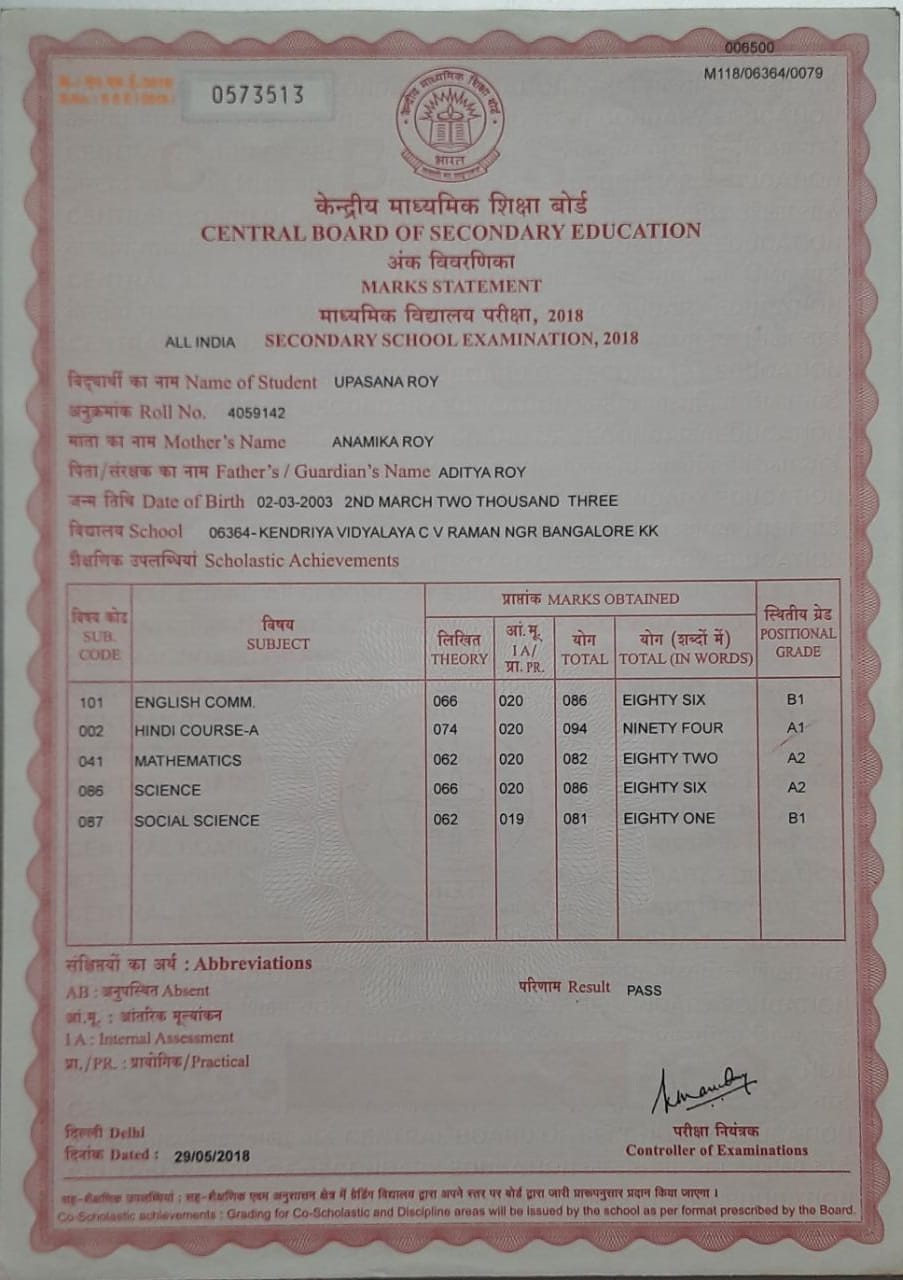 006500
M118/06364/0079
0573513
भारत
केन्द्रीय माध्यमिक शिक्षा बोर्ड
CENTRAL BOARD OF SECONDARY EDUCATION
अंक विवरणिका
MARKS STATEMENT
माध्यमिक विद्यालय परीक्षा, 2018
ALL INDIA SECONDARY SCHOOL EXAMINATION, 2018
विद्यार्थी का नाम Name of Student UPASANA ROY
अनुक्रमांक Roll No. 4059142
माता का नाम Mother's Name ANAMIKA ROY
पिता/संरक्षक का नाम Father's / Guardian's Name ADITYA ROY
जन्म तिथि Date of Birth 02-03-2003 2ND MARCH TWO THOUSAND THREE
विद्यालय School 06364- KENDRIYA VIDYALAYA C V RAMAN NGR BANGALORE KK
शैक्षणिक उपलब्धियां Scholastic Achievements
विषय कोड SUB. CODE
विषय SUBJECT
प्राप्तांक MARKS OBTAINED
लिखित THEORY
आं.मू. I A/ प्रा. PR.
योग TOTAL
योग (शब्दों में) TOTAL (IN WORDS)
स्थितीय ग्रेड POSITIONAL GRADE
101 ENGLISH COMM. 066 020 086 EIGHTY SIX B1
002 HINDI COURSE-A 074 020 094 NINETY FOUR A1
041 MATHEMATICS 062 020 082 EIGHTY TWO A2
086 SCIENCE 066 020 086 EIGHTY SIX A2
087 SOCIAL SCIENCE 062 019 081 EIGHTY ONE B1
संक्षिप्तियों का अर्थ : Abbreviations
AB : अनुपस्थित Absent
परिणाम Result PASS
आं.मू. : आंतरिक मूल्यांकन
I A : Internal Assessment
प्रा./PR. : प्रायोगिक/Practical
दिल्ली Delhi
दिनांक Dated : 29/05/2018
परीक्षा नियंत्रक
Controller of Examinations
सह-शैक्षणिक उपलब्धियां : सह-शैक्षणिक एवम अनुशासन क्षेत्र में ग्रेडिंग विद्यालय द्वारा अपने स्तर पर बोर्ड द्वारा जारी प्रारूपनुसार प्रदान किया जाएगा ।
Co-Scholastic achievements : Grading for Co-Scholastic and Discipline areas will be issued by the school as per format prescribed by the Board.